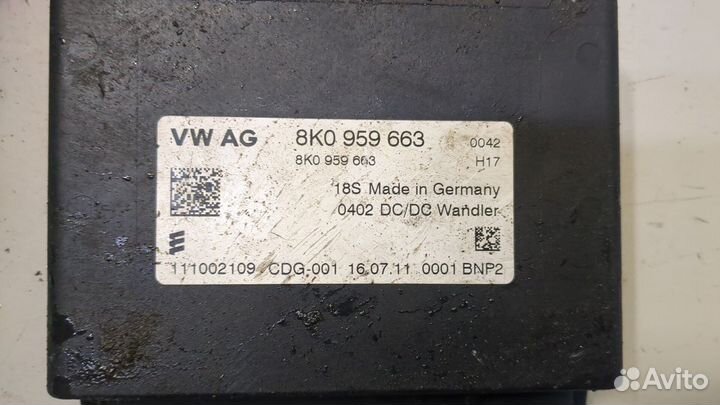 VW AG 8K0 959 663 0042
8K0 959 663 H17
18S Made in Germany
0402 DC/DC Wandler
111002109 CDG-001 16.07.11 0001 BNP2
Avito